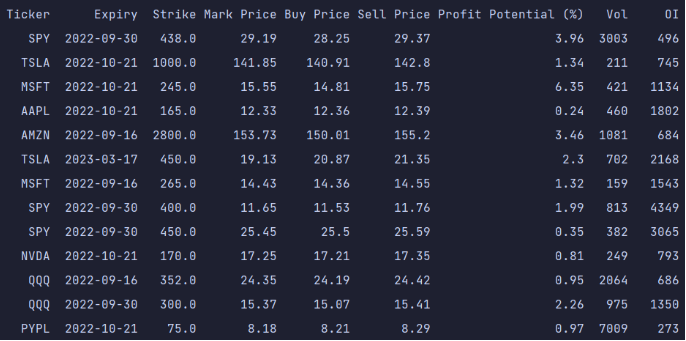 Ticker Expiry Strike Mark Price Buy Price Sell Price Profit Potential (%) Vol OI
SPY 2022-09-30 438.0 29.19 28.25 29.37 3.96 3003 496
TSLA 2022-10-21 1000.0 141.85 140.91 142.8 1.34 211 745
MSFT 2022-10-21 245.0 15.55 14.81 15.75 6.35 421 1134
AAPL 2022-10-21 165.0 12.33 12.36 12.39 0.24 460 1802
AMZN 2022-09-16 2800.0 153.73 150.01 155.2 3.46 1081 684
TSLA 2023-03-17 450.0 19.13 20.87 21.35 2.3 702 2168
MSFT 2022-09-16 265.0 14.43 14.36 14.55 1.32 159 1543
SPY 2022-09-30 400.0 11.65 11.53 11.76 1.99 813 4349
SPY 2022-09-30 450.0 25.45 25.5 25.59 0.35 382 3065
NVDA 2022-10-21 170.0 17.25 17.21 17.35 0.81 249 793
QQQ 2022-09-16 352.0 24.35 24.19 24.42 0.95 2064 686
QQQ 2022-09-30 300.0 15.37 15.07 15.41 2.26 975 1350
PYPL 2022-10-21 75.0 8.18 8.21 8.29 0.97 7009 273